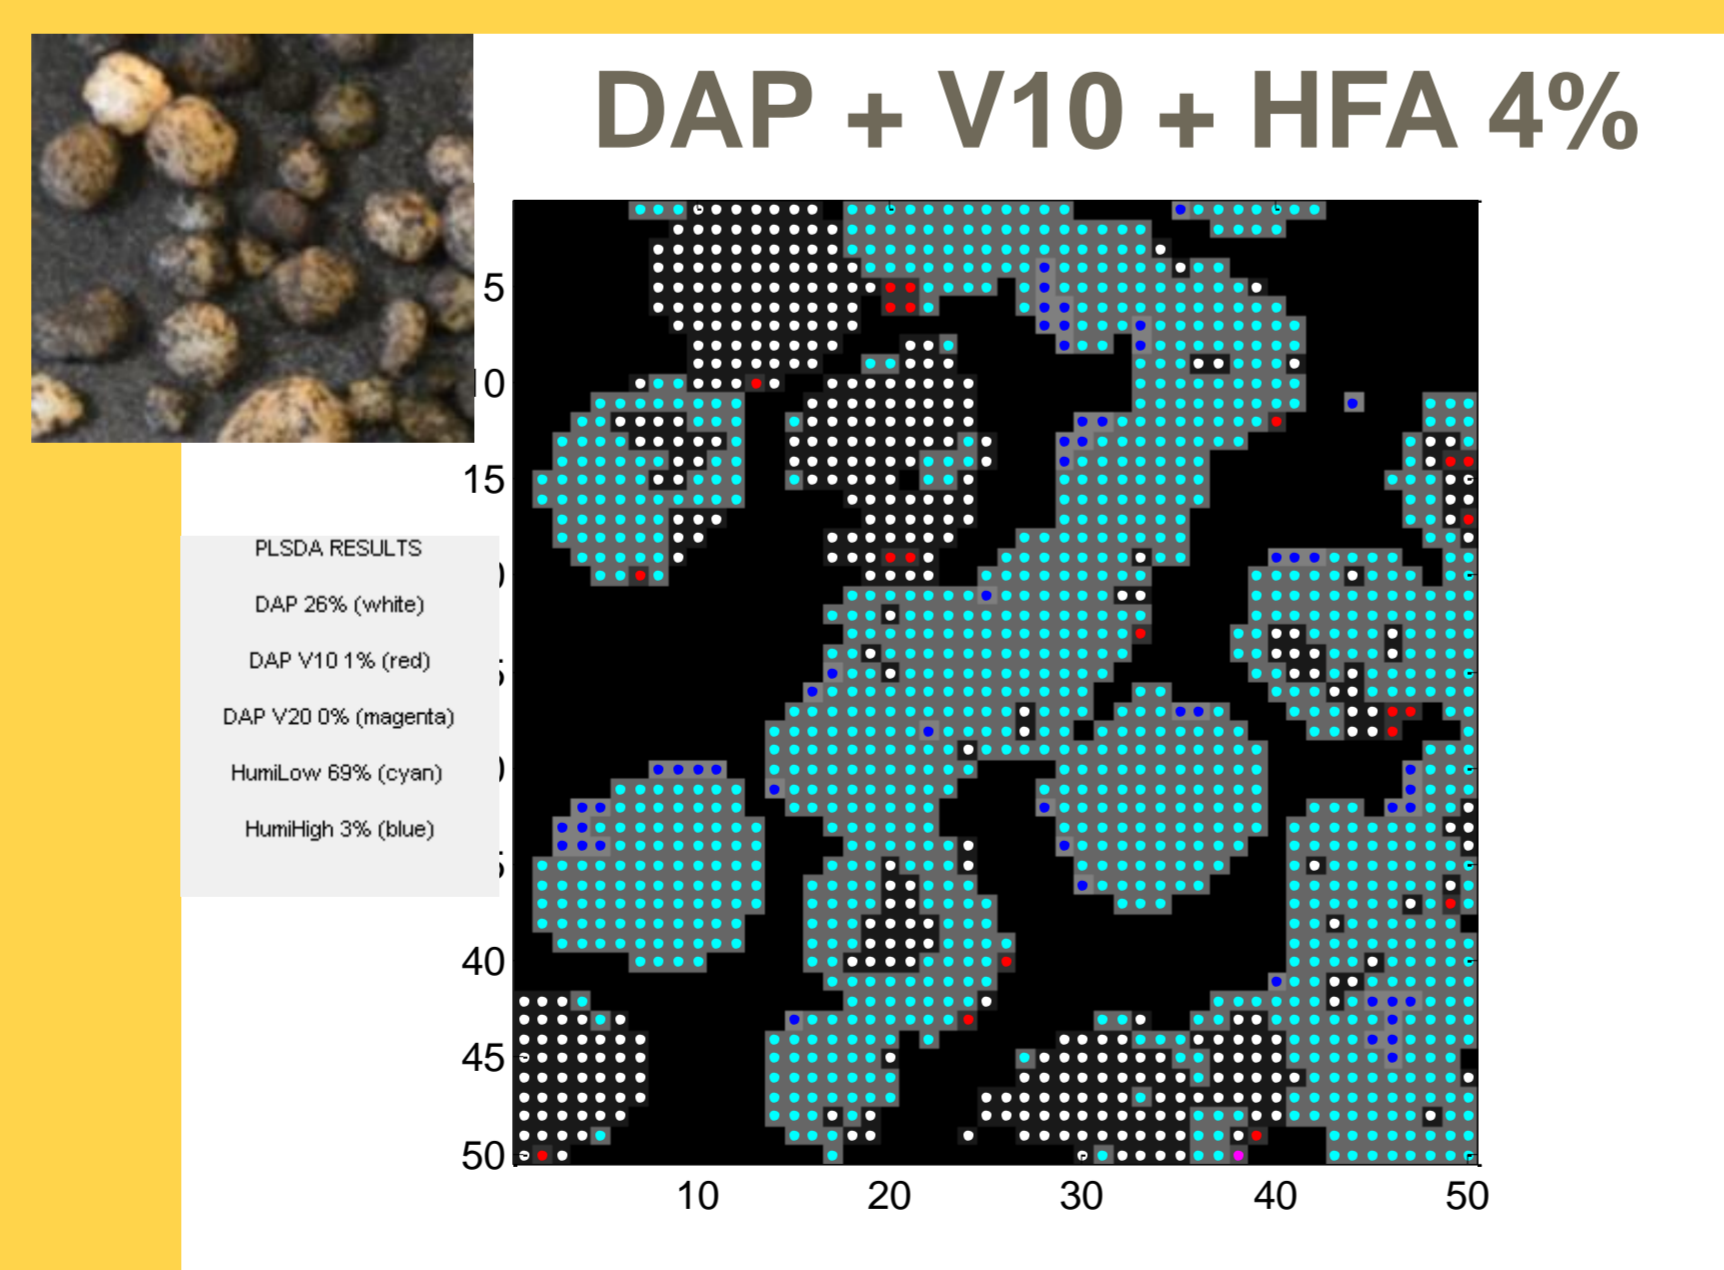 DAP + V10 + HFA 4%
5
15
40
45
50
10
20
30
40
50
PLSDA RESULTS
DAP 26% (white)
DAP V10 1% (red)
DAP V20 0% (magenta)
HumiLow 69% (cyan)
HumiHigh 3% (blue)